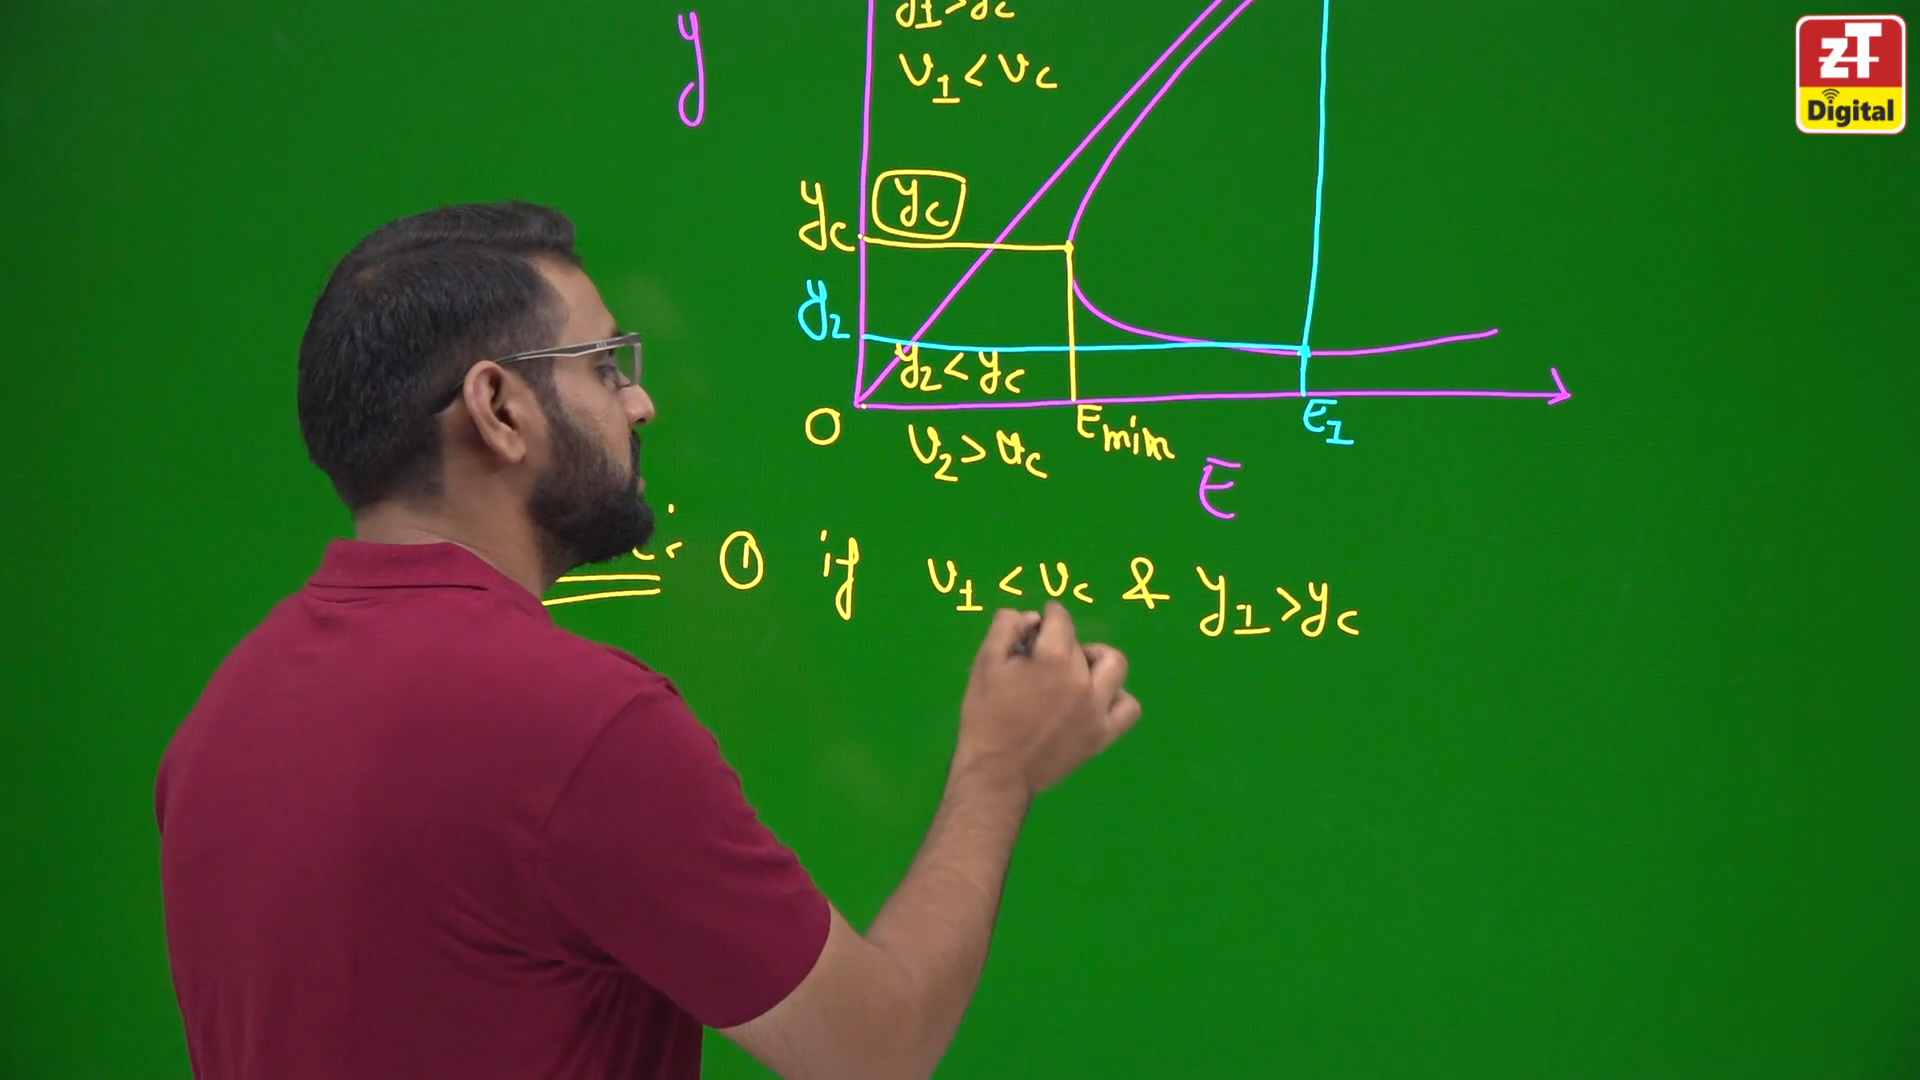 y1>yc
v1<vc
y
yc
yc
y2
y2<yc
O
v2>vc
Emin
E1
E
① if v1<vc & y1>yc
zT
Digital